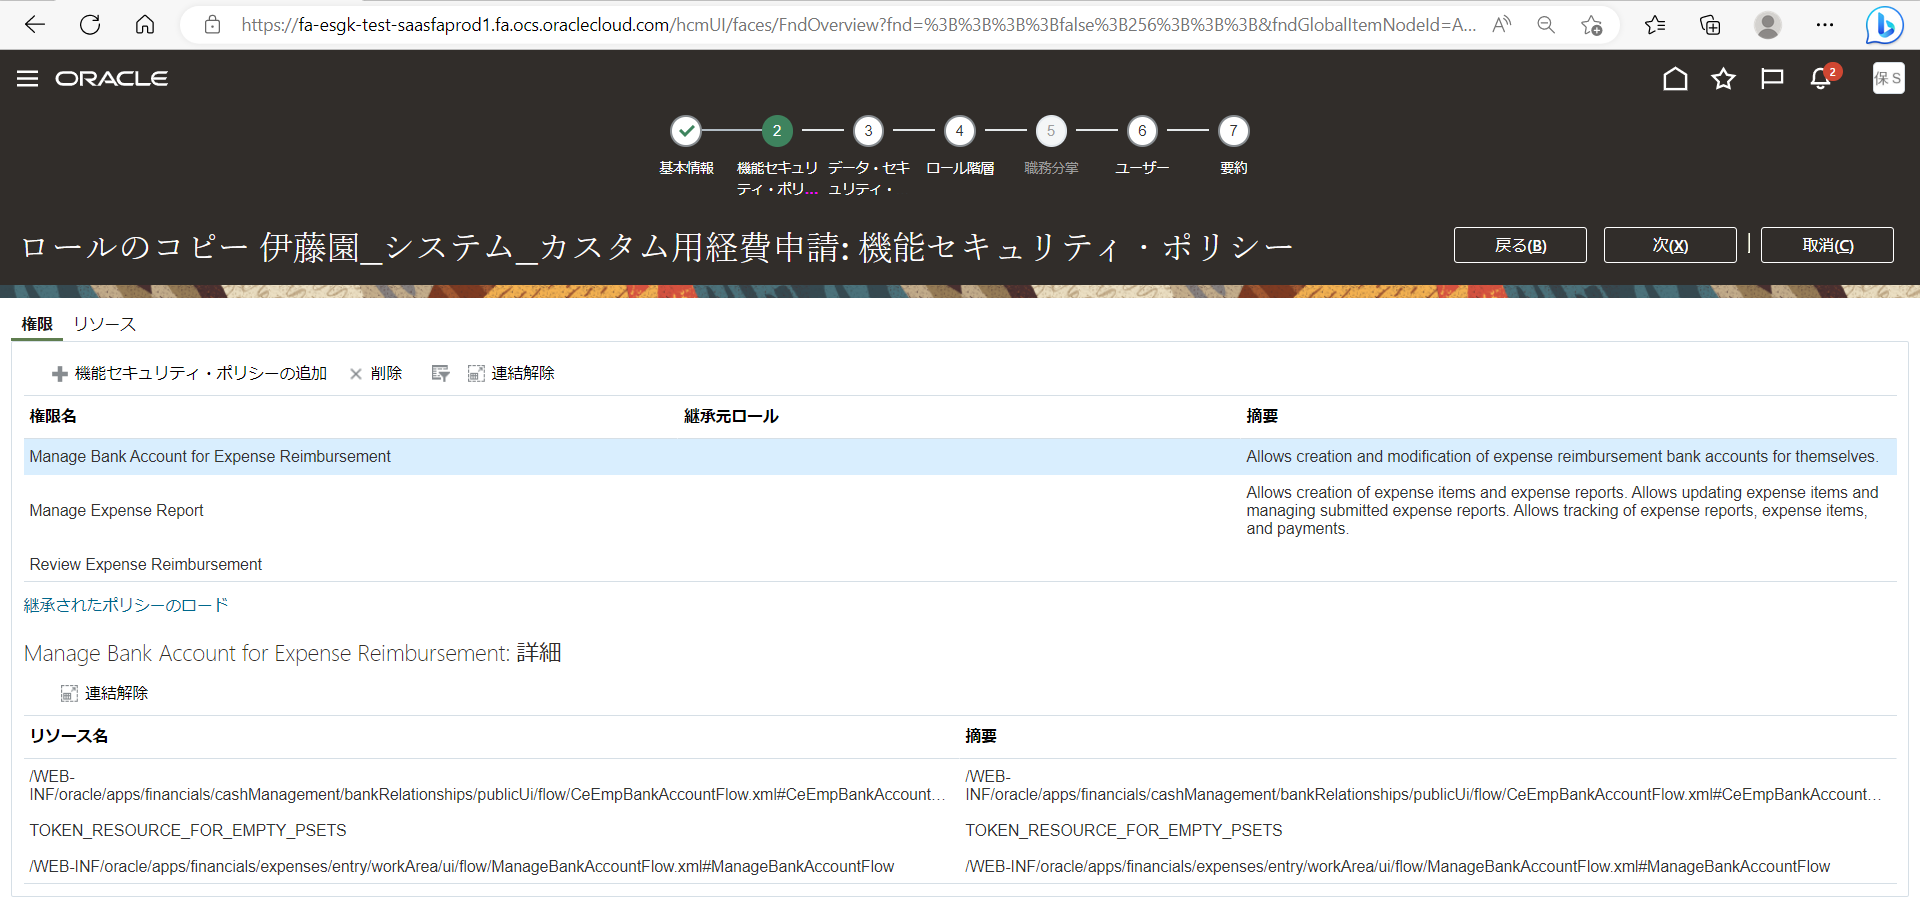 https://fa-esgk-test-saasfaprod1.fa.ocs.oraclecloud.com/hcmUI/faces/FndOverview?fnd=%3B%3B%3B%3Bfalse%3B256%3B%3B%3B&fndGlobalItemNodeId=A...
ORACLE
2
保 S
2 3 4 5 6 7
基本情報 機能セキュリティ・ポリ... データ・セキュリティ・ ロール階層 職務分掌 ユーザー 要約
ロールのコピー 伊藤園_システム_カスタム用経費申請: 機能セキュリティ・ポリシー
戻る(B) 次(X) | 取消(C)
権限 リソース
機能セキュリティ・ポリシーの追加 削除 連結解除
権限名 継承元ロール 摘要
Manage Bank Account for Expense Reimbursement Allows creation and modification of expense reimbursement bank accounts for themselves.
Manage Expense Report Allows creation of expense items and expense reports. Allows updating expense items and
managing submitted expense reports. Allows tracking of expense reports, expense items,
and payments.
Review Expense Reimbursement
継承されたポリシーのロード
Manage Bank Account for Expense Reimbursement: 詳細
連結解除
リソース名 摘要
/WEB- /WEB-
INF/oracle/apps/financials/cashManagement/bankRelationships/publicUi/flow/CeEmpBankAccountFlow.xml#CeEmpBankAccount... INF/oracle/apps/financials/cashManagement/bankRelationships/publicUi/flow/CeEmpBankAccountFlow.xml#CeEmpBankAccount...
TOKEN_RESOURCE_FOR_EMPTY_PSETS TOKEN_RESOURCE_FOR_EMPTY_PSETS
/WEB-INF/oracle/apps/financials/expenses/entry/workArea/ui/flow/ManageBankAccountFlow.xml#ManageBankAccountFlow /WEB-INF/oracle/apps/financials/expenses/entry/workArea/ui/flow/ManageBankAccountFlow.xml#ManageBankAccountFlow